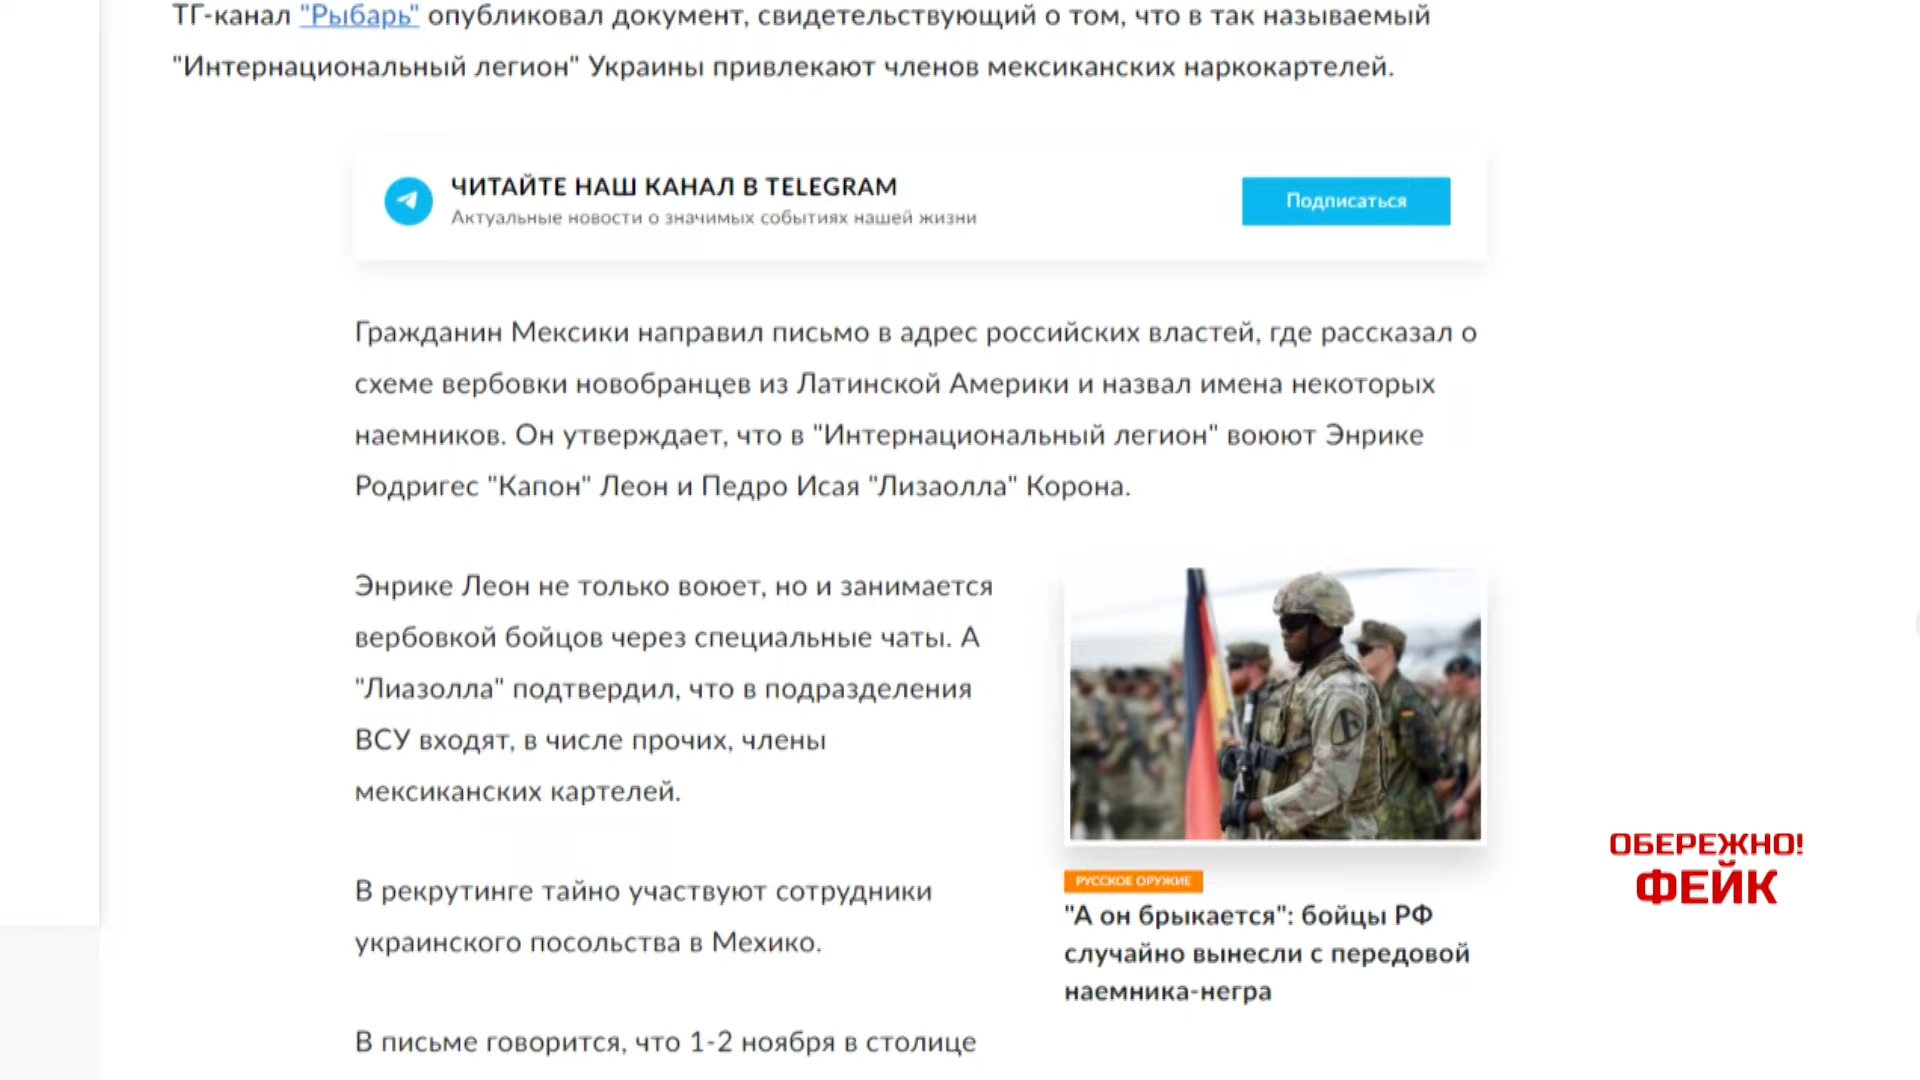 ТГ-канал "Рыбарь" опубликовал документ, свидетельствующий о том, что в так называемый
"Интернациональный легион" Украины привлекают членов мексиканских наркокартелей.
ЧИТАЙТЕ НАШ КАНАЛ В TELEGRAM
Актуальные новости о значимых событиях нашей жизни
Подписаться
Гражданин Мексики направил письмо в адрес российских властей, где рассказал о
схеме вербовки новобранцев из Латинской Америки и назвал имена некоторых
наемников. Он утверждает, что в "Интернациональный легион" воюют Энрике
Родригес "Капон" Леон и Педро Исая "Лизаолла" Корона.
Энрике Леон не только воюет, но и занимается
вербовкой бойцов через специальные чаты. А
"Лиазолла" подтвердил, что в подразделения
ВСУ входят, в числе прочих, члены
мексиканских картелей.
В рекрутинге тайно участвуют сотрудники
украинского посольства в Мехико.
В письме говорится, что 1-2 ноября в столице
РУССКОЕ ОРУЖИЕ
"А он брыкается": бойцы РФ
случайно вынесли с передовой
наемника-негра
ОБЕРЕЖНО!
ФЕЙК